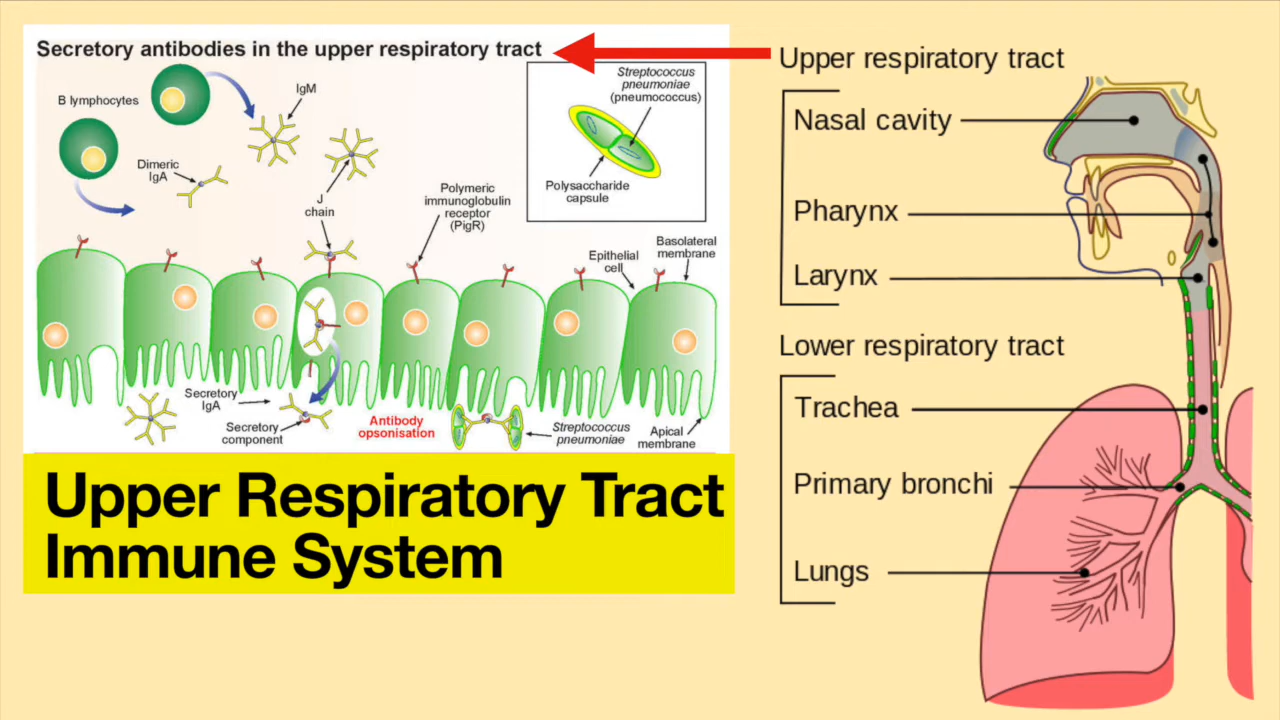 Secretory antibodies in the upper respiratory tract
B lymphocytes
IgM
Dimeric
IgA
J
chain
Polymeric
immunoglobulin
receptor
(PigR)
Streptococcus
pneumoniae
(pneumococcus)
Polysaccharide
capsule
Epithelial
cell
Basolateral
membrane
Secretory
IgA
Secretory
component
Antibody
opsonisation
Streptococcus
pneumoniae
Apical
membrane
Upper Respiratory Tract
Immune System
Upper respiratory tract
Nasal cavity
Pharynx
Larynx
Lower respiratory tract
Trachea
Primary bronchi
Lungs